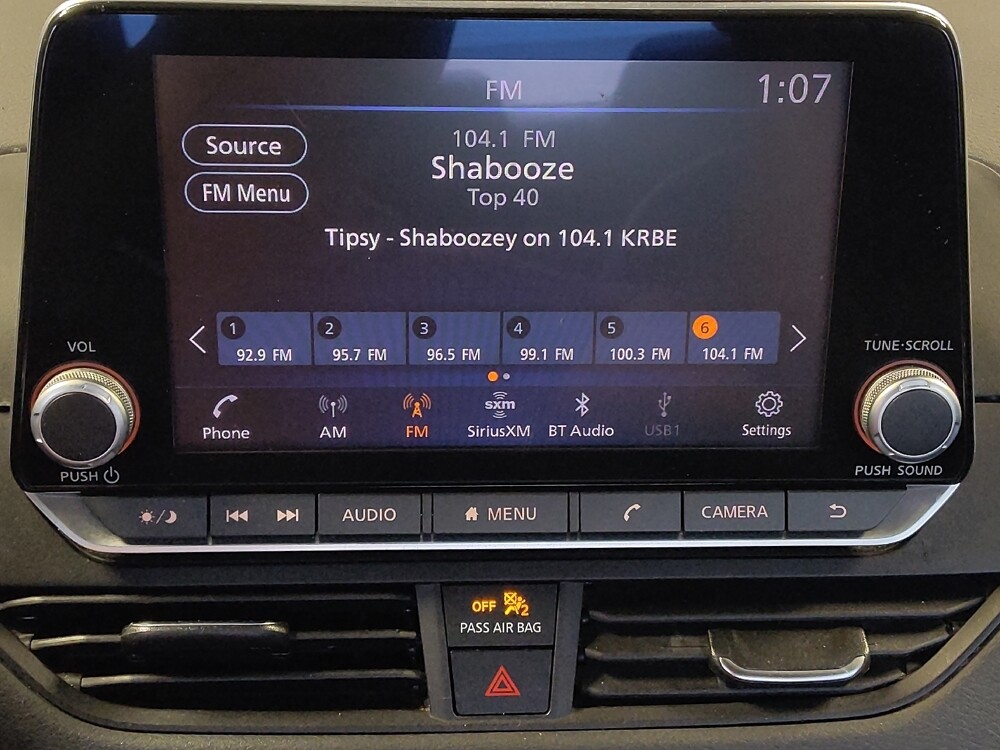 FM
1:07
Source
FM Menu
104.1 FM
Shabooze
Top 40
Tipsy - Shaboozey on 104.1 KRBE
1 2 3 4 5 6
92.9 FM 95.7 FM 96.5 FM 99.1 FM 100.3 FM 104.1 FM
sxm
Phone AM FM SiriusXM BT Audio USB1 Settings
VOL
PUSH
TUNE·SCROLL
PUSH SOUND
AUDIO MENU CAMERA
OFF 2
PASS AIR BAG